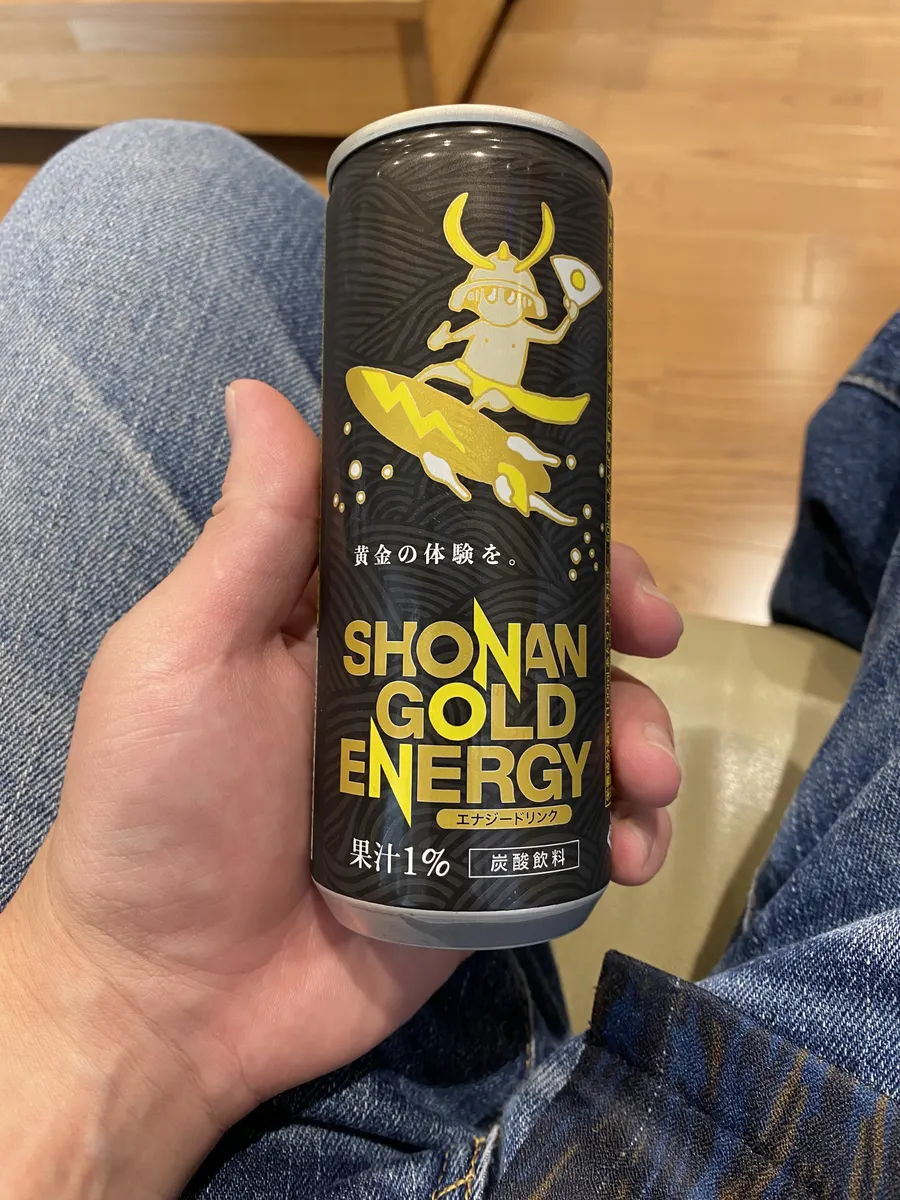 黄金の体験を。
SHONAN
GOLD
ENERGY
エナジードリンク
果汁1%
炭酸飲料